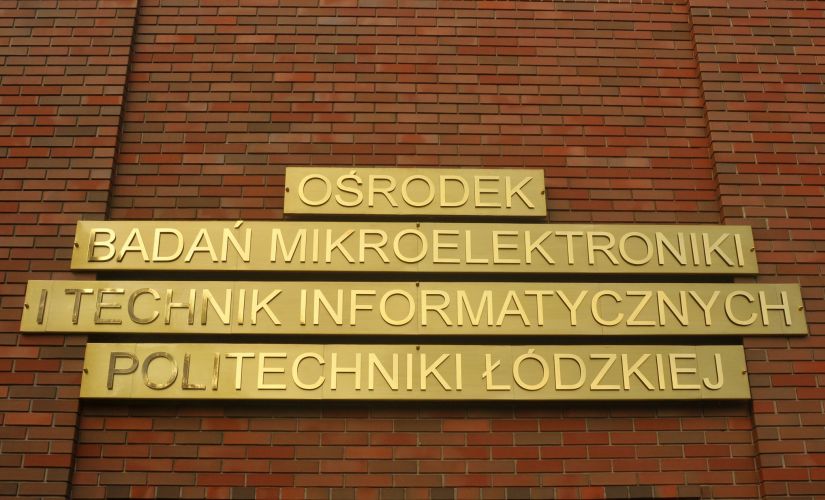 OŚRODEK
BADAŃ MIKROELEKTRONIKI
I TECHNIK INFORMATYCZNYCH
POLITECHNIKI ŁÓDZKIEJ